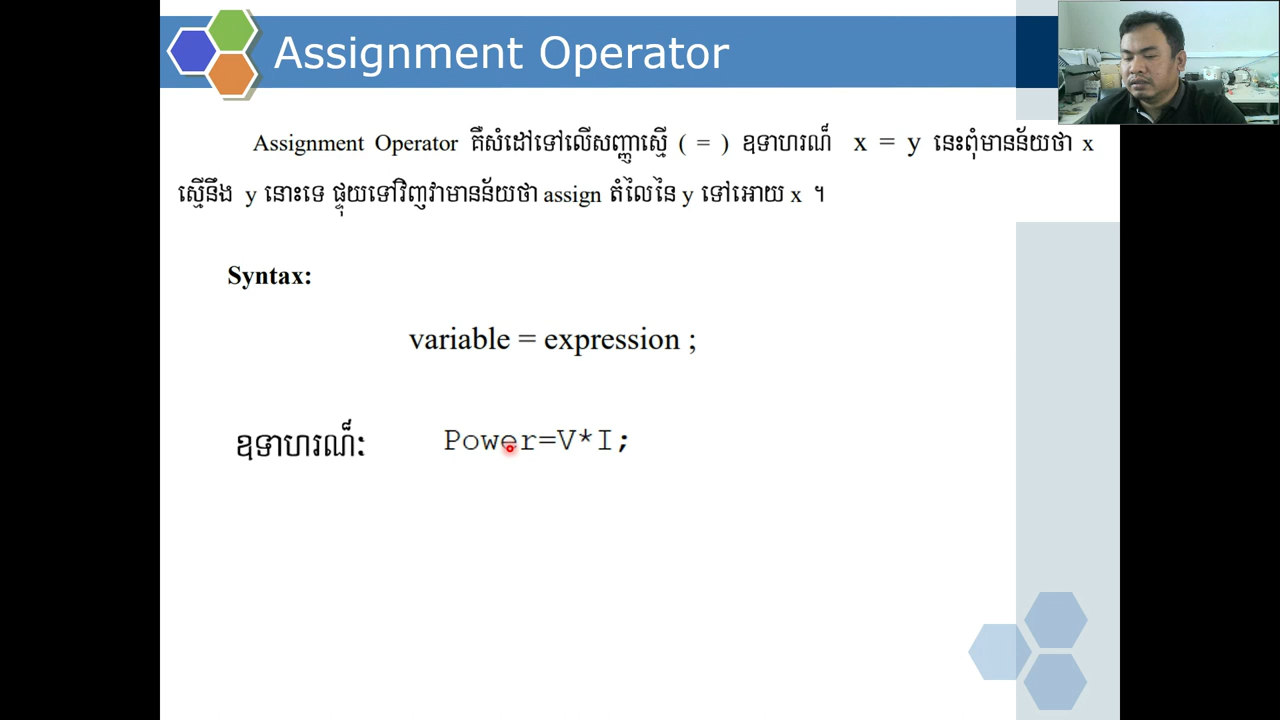 Assignment Operator
Assignment Operator គឺសំដៅទៅលើសញ្ញាស្មើ ( = ) ឧទាហរណ៍ x = y នេះពុំមានន័យថា x
ស្មើនឹង y នោះទេ ផ្ទុយទៅវិញវាមានន័យថា assign តំលៃនៃ y ទៅអោយ x ។
Syntax:
variable = expression ;
ឧទាហរណ៍ៈ Power=V*I;